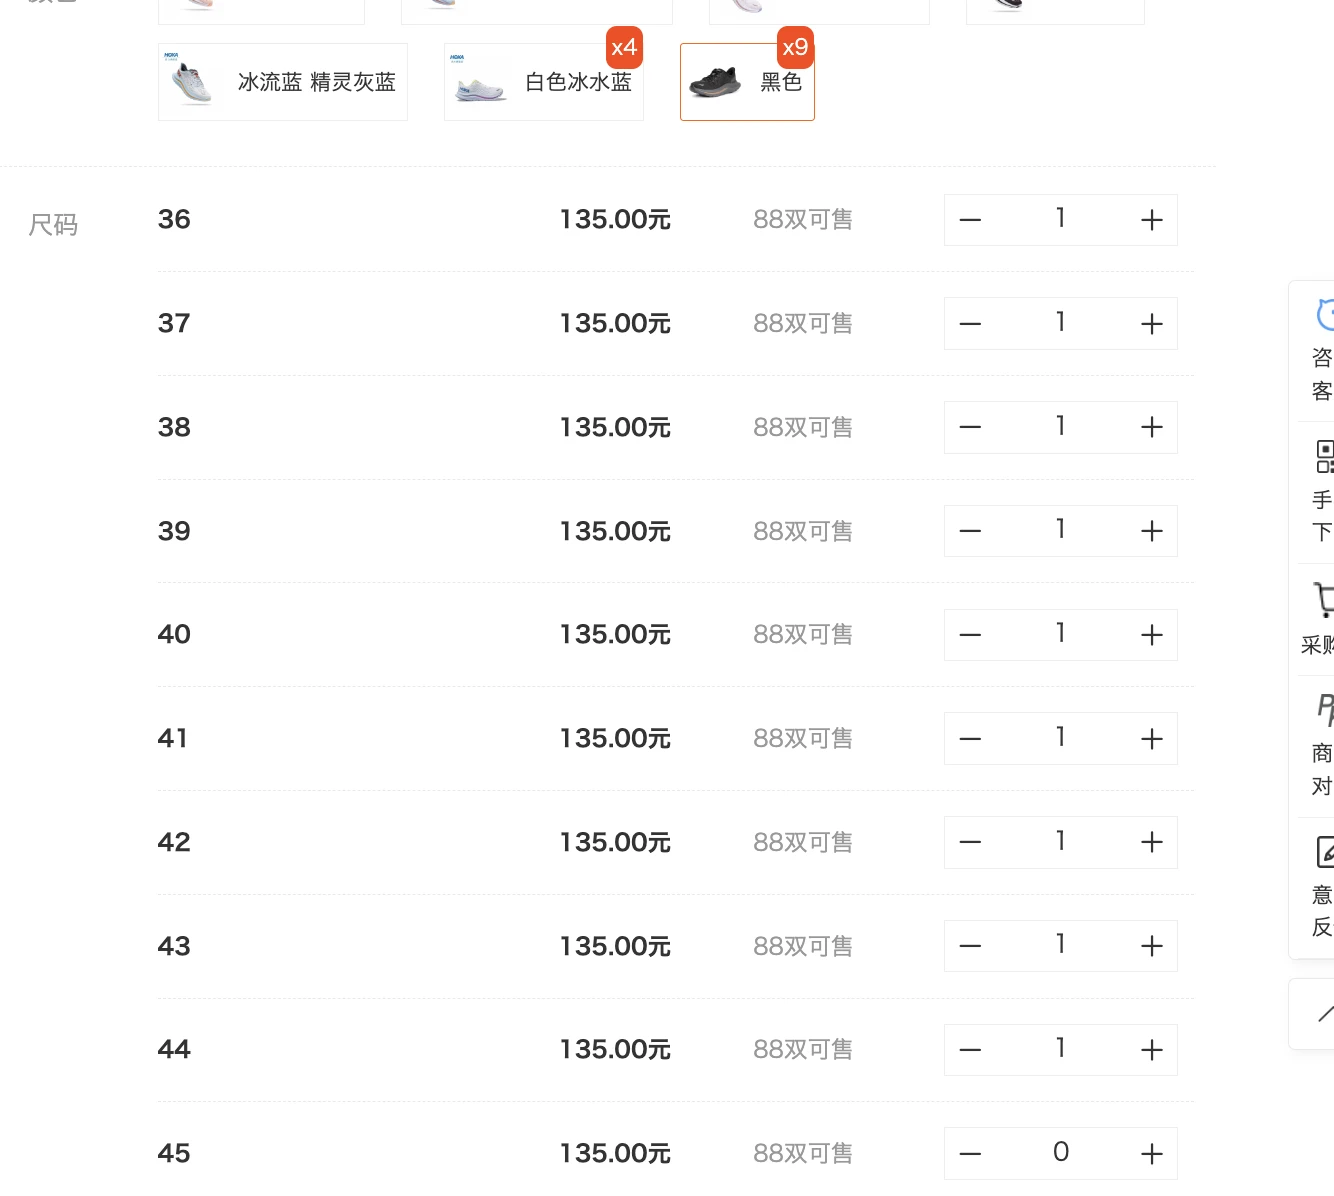 HOKA
冰流蓝 精灵灰蓝
HOKA
白色冰水蓝
x4
黑色
x9
尺码
36 135.00元 88双可售 1
37 135.00元 88双可售 1
38 135.00元 88双可售 1
39 135.00元 88双可售 1
40 135.00元 88双可售 1
41 135.00元 88双可售 1
42 135.00元 88双可售 1
43 135.00元 88双可售 1
44 135.00元 88双可售 1
45 135.00元 88双可售 0
咨
客
手
下
采购
商
对
意
反